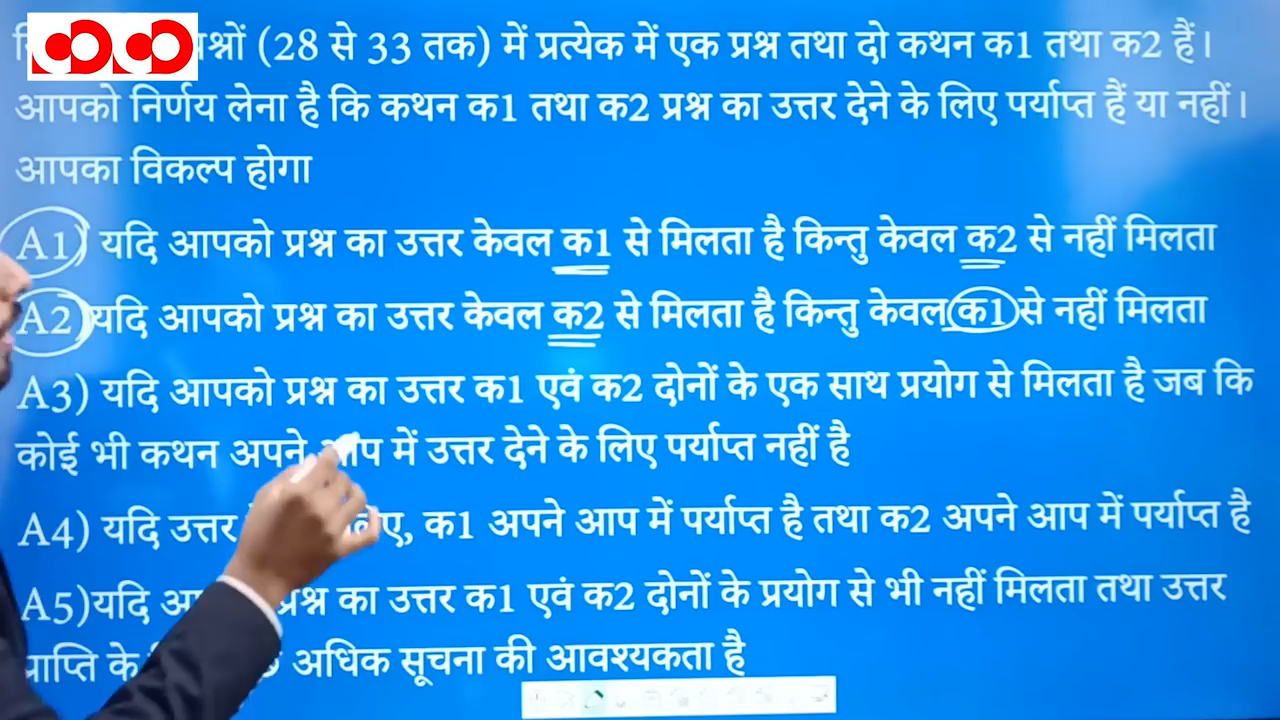 (28 से 33 तक) में प्रत्येक में एक प्रश्न तथा दो कथन क1 तथा क2 हैं।
आपको निर्णय लेना है कि कथन क1 तथा क2 प्रश्न का उत्तर देने के लिए पर्याप्त हैं या नहीं।
आपका विकल्प होगा
A1) यदि आपको प्रश्न का उत्तर केवल क1 से मिलता है किन्तु केवल क2 से नहीं मिलता
A2) यदि आपको प्रश्न का उत्तर केवल क2 से मिलता है किन्तु केवल क1 से नहीं मिलता
A3) यदि आपको प्रश्न का उत्तर क1 एवं क2 दोनों के एक साथ प्रयोग से मिलता है जब कि
कोई भी कथन अपने में उत्तर देने के लिए पर्याप्त नहीं है
A4) यदि उत्तर क1 अपने आप में पर्याप्त है तथा क2 अपने आप में पर्याप्त है
A5)यदि प्रश्न का उत्तर क1 एवं क2 दोनों के प्रयोग से भी नहीं मिलता तथा उत्तर
प्राप्ति के अधिक सूचना की आवश्यकता है